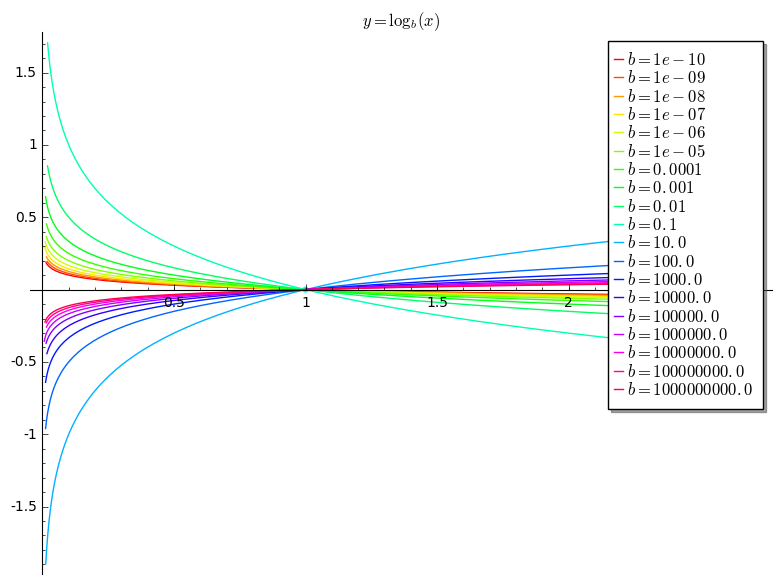 y = log_b(x)
b = 1e − 10
b = 1e − 09
b = 1e − 08
b = 1e − 07
b = 1e − 06
b = 1e − 05
b = 0.0001
b = 0.001
b = 0.01
b = 0.1
b = 10.0
b = 100.0
b = 1000.0
b = 10000.0
b = 100000.0
b = 1000000.0
b = 10000000.0
b = 100000000.0
b = 1000000000.0
1.5
1
0.5
-0.5
-1
-1.5
0.5
1
1.5
2